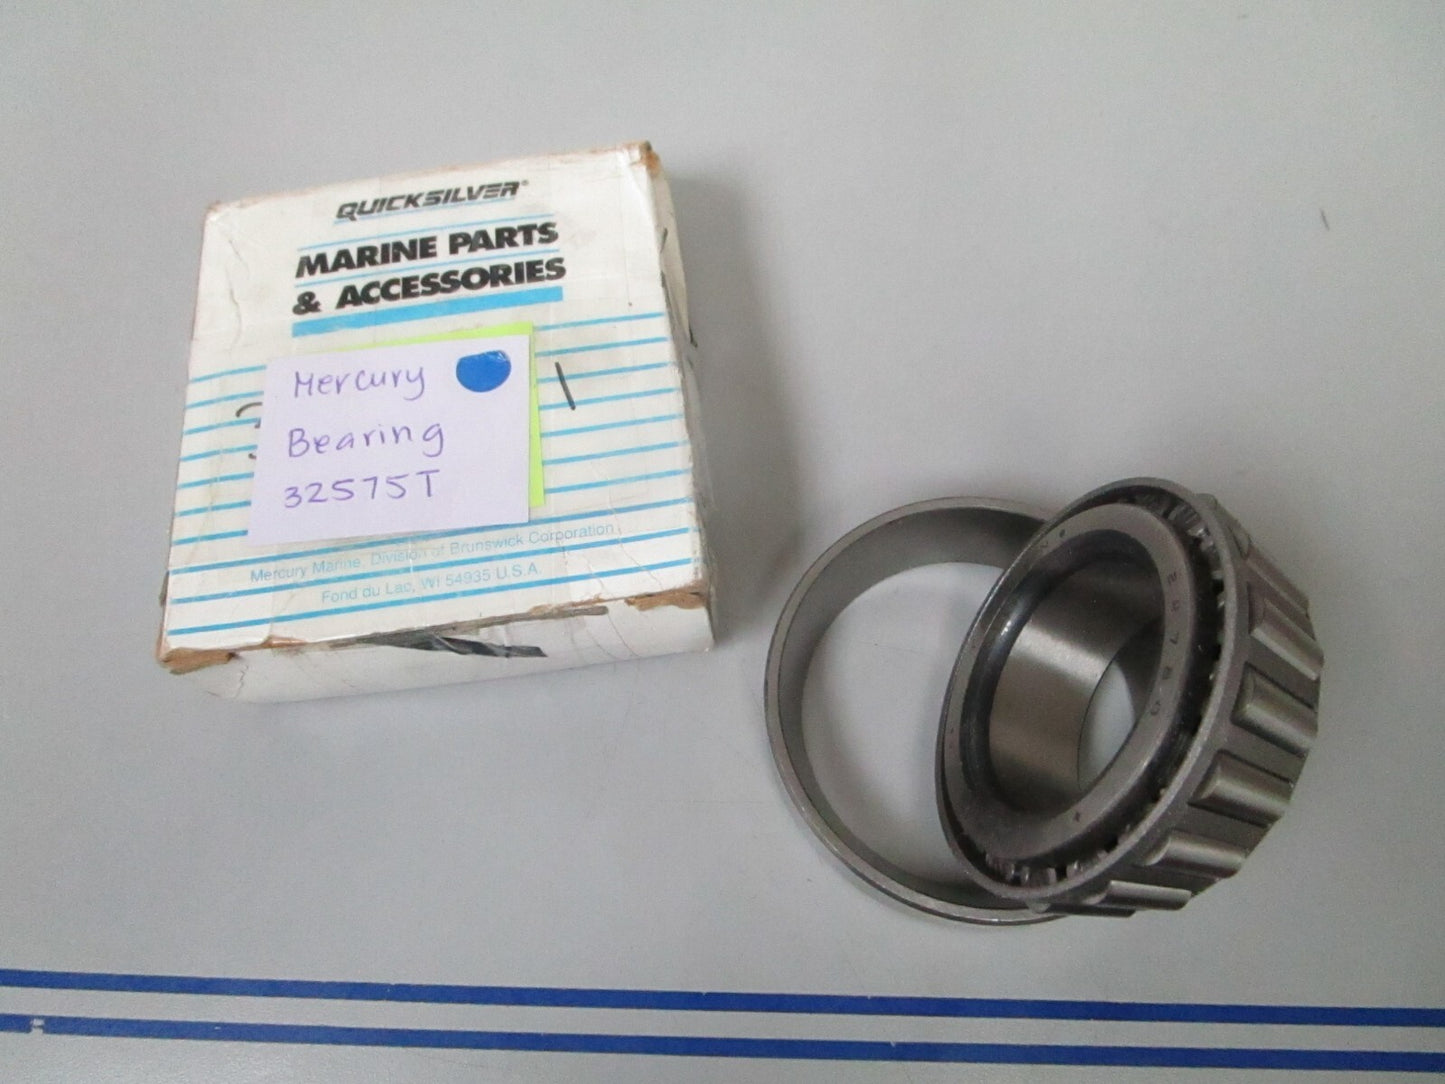 QUICKSILVER®
MARINE PARTS
& ACCESSORIES
Mercury
Bearing
32575T
Mercury Marine, Division of Brunswick Corporation
Fond du Lac, WI 54935 U.S.A.